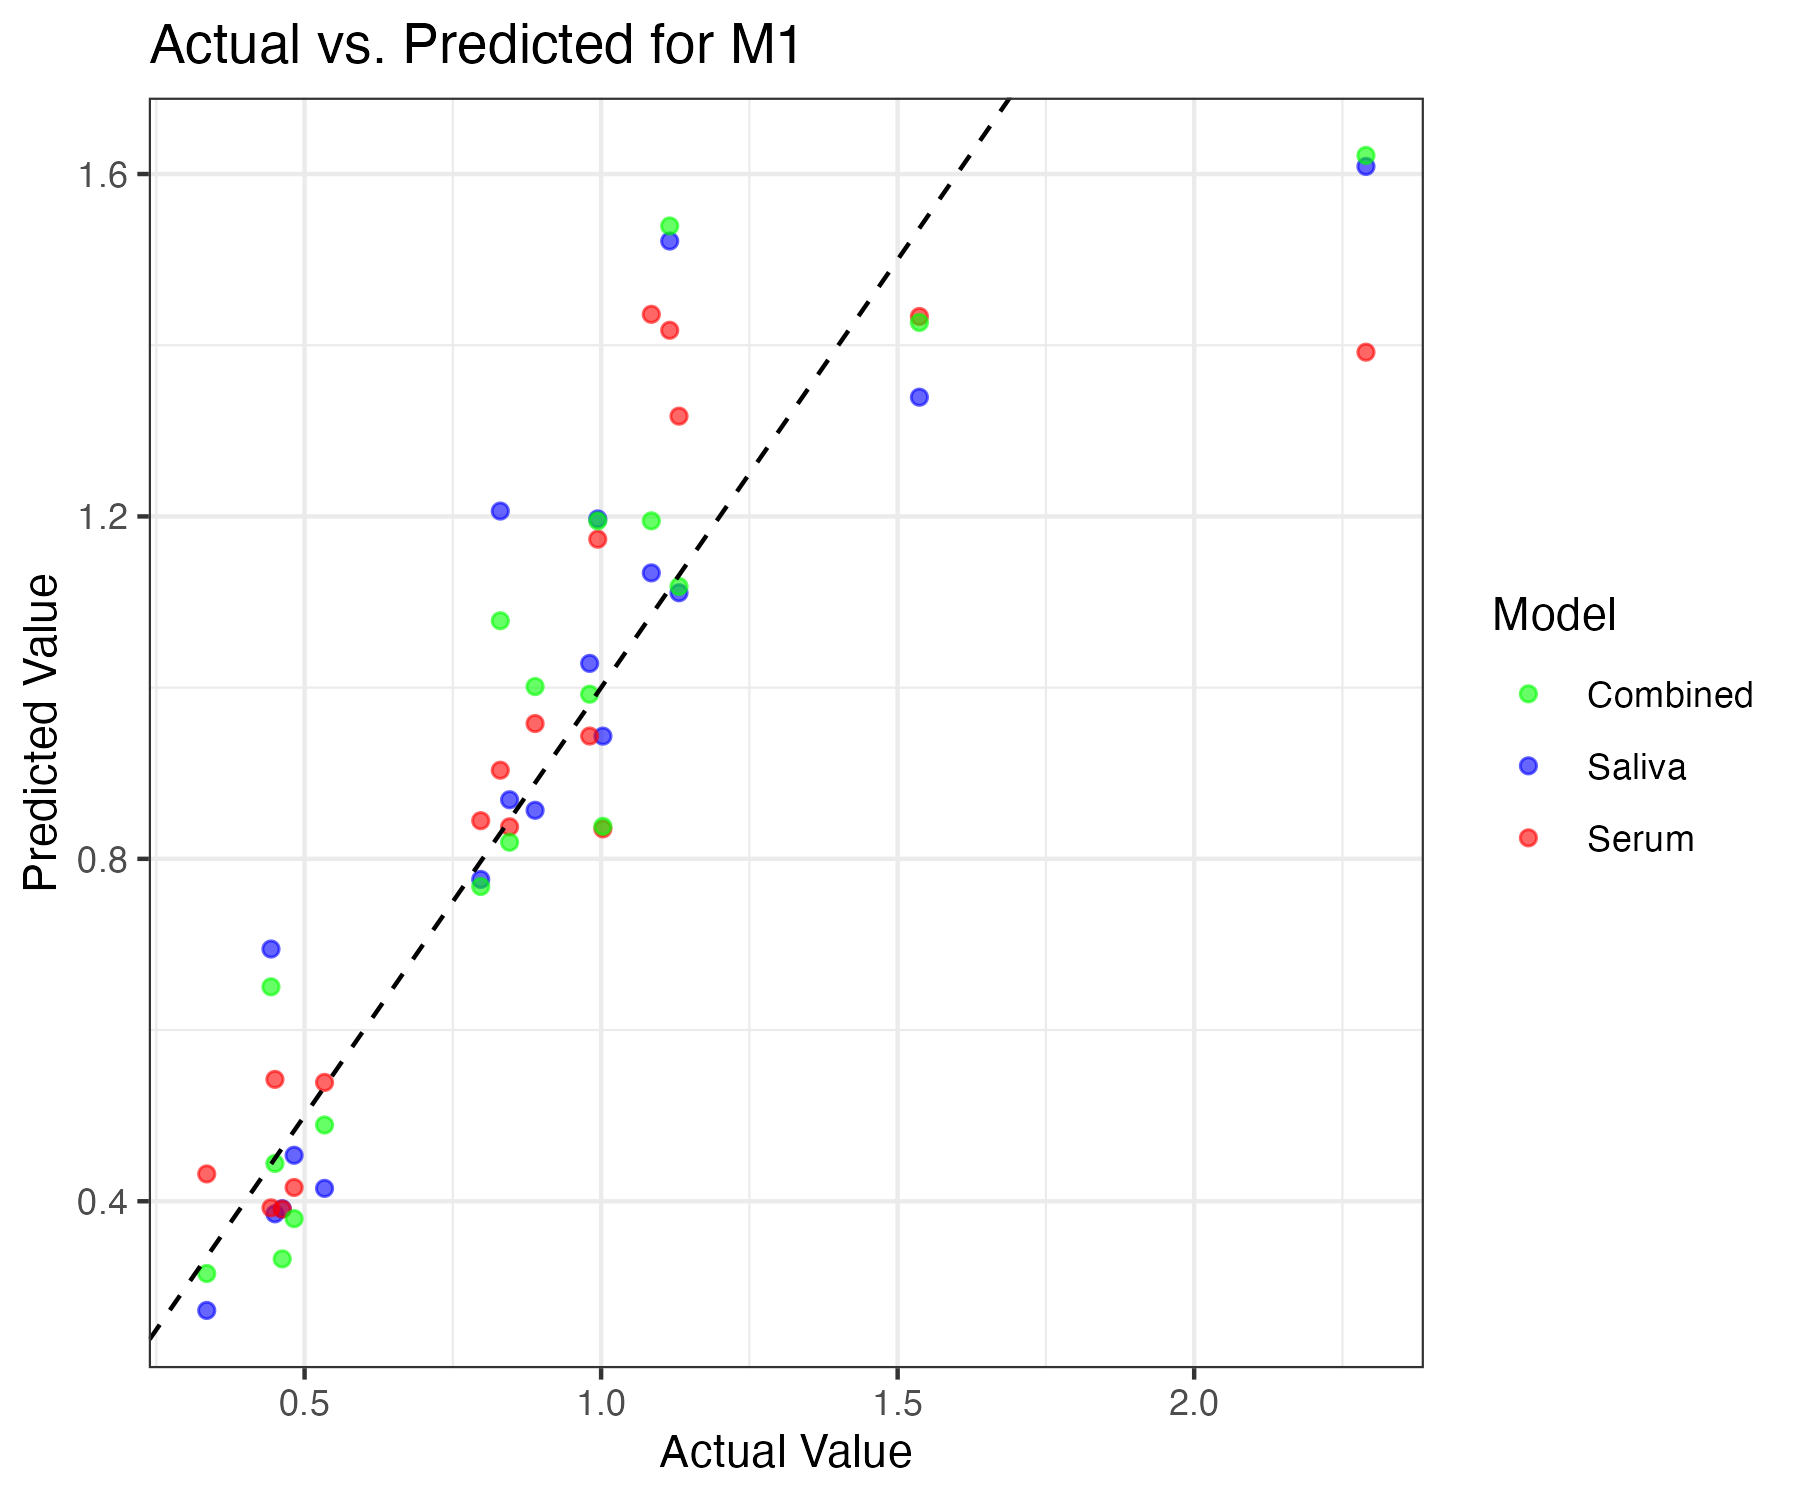 Actual vs. Predicted for M1
1.6
1.2
0.8
0.4
Predicted Value
0.5
1.0
1.5
2.0
Actual Value
Model
Combined
Saliva
Serum